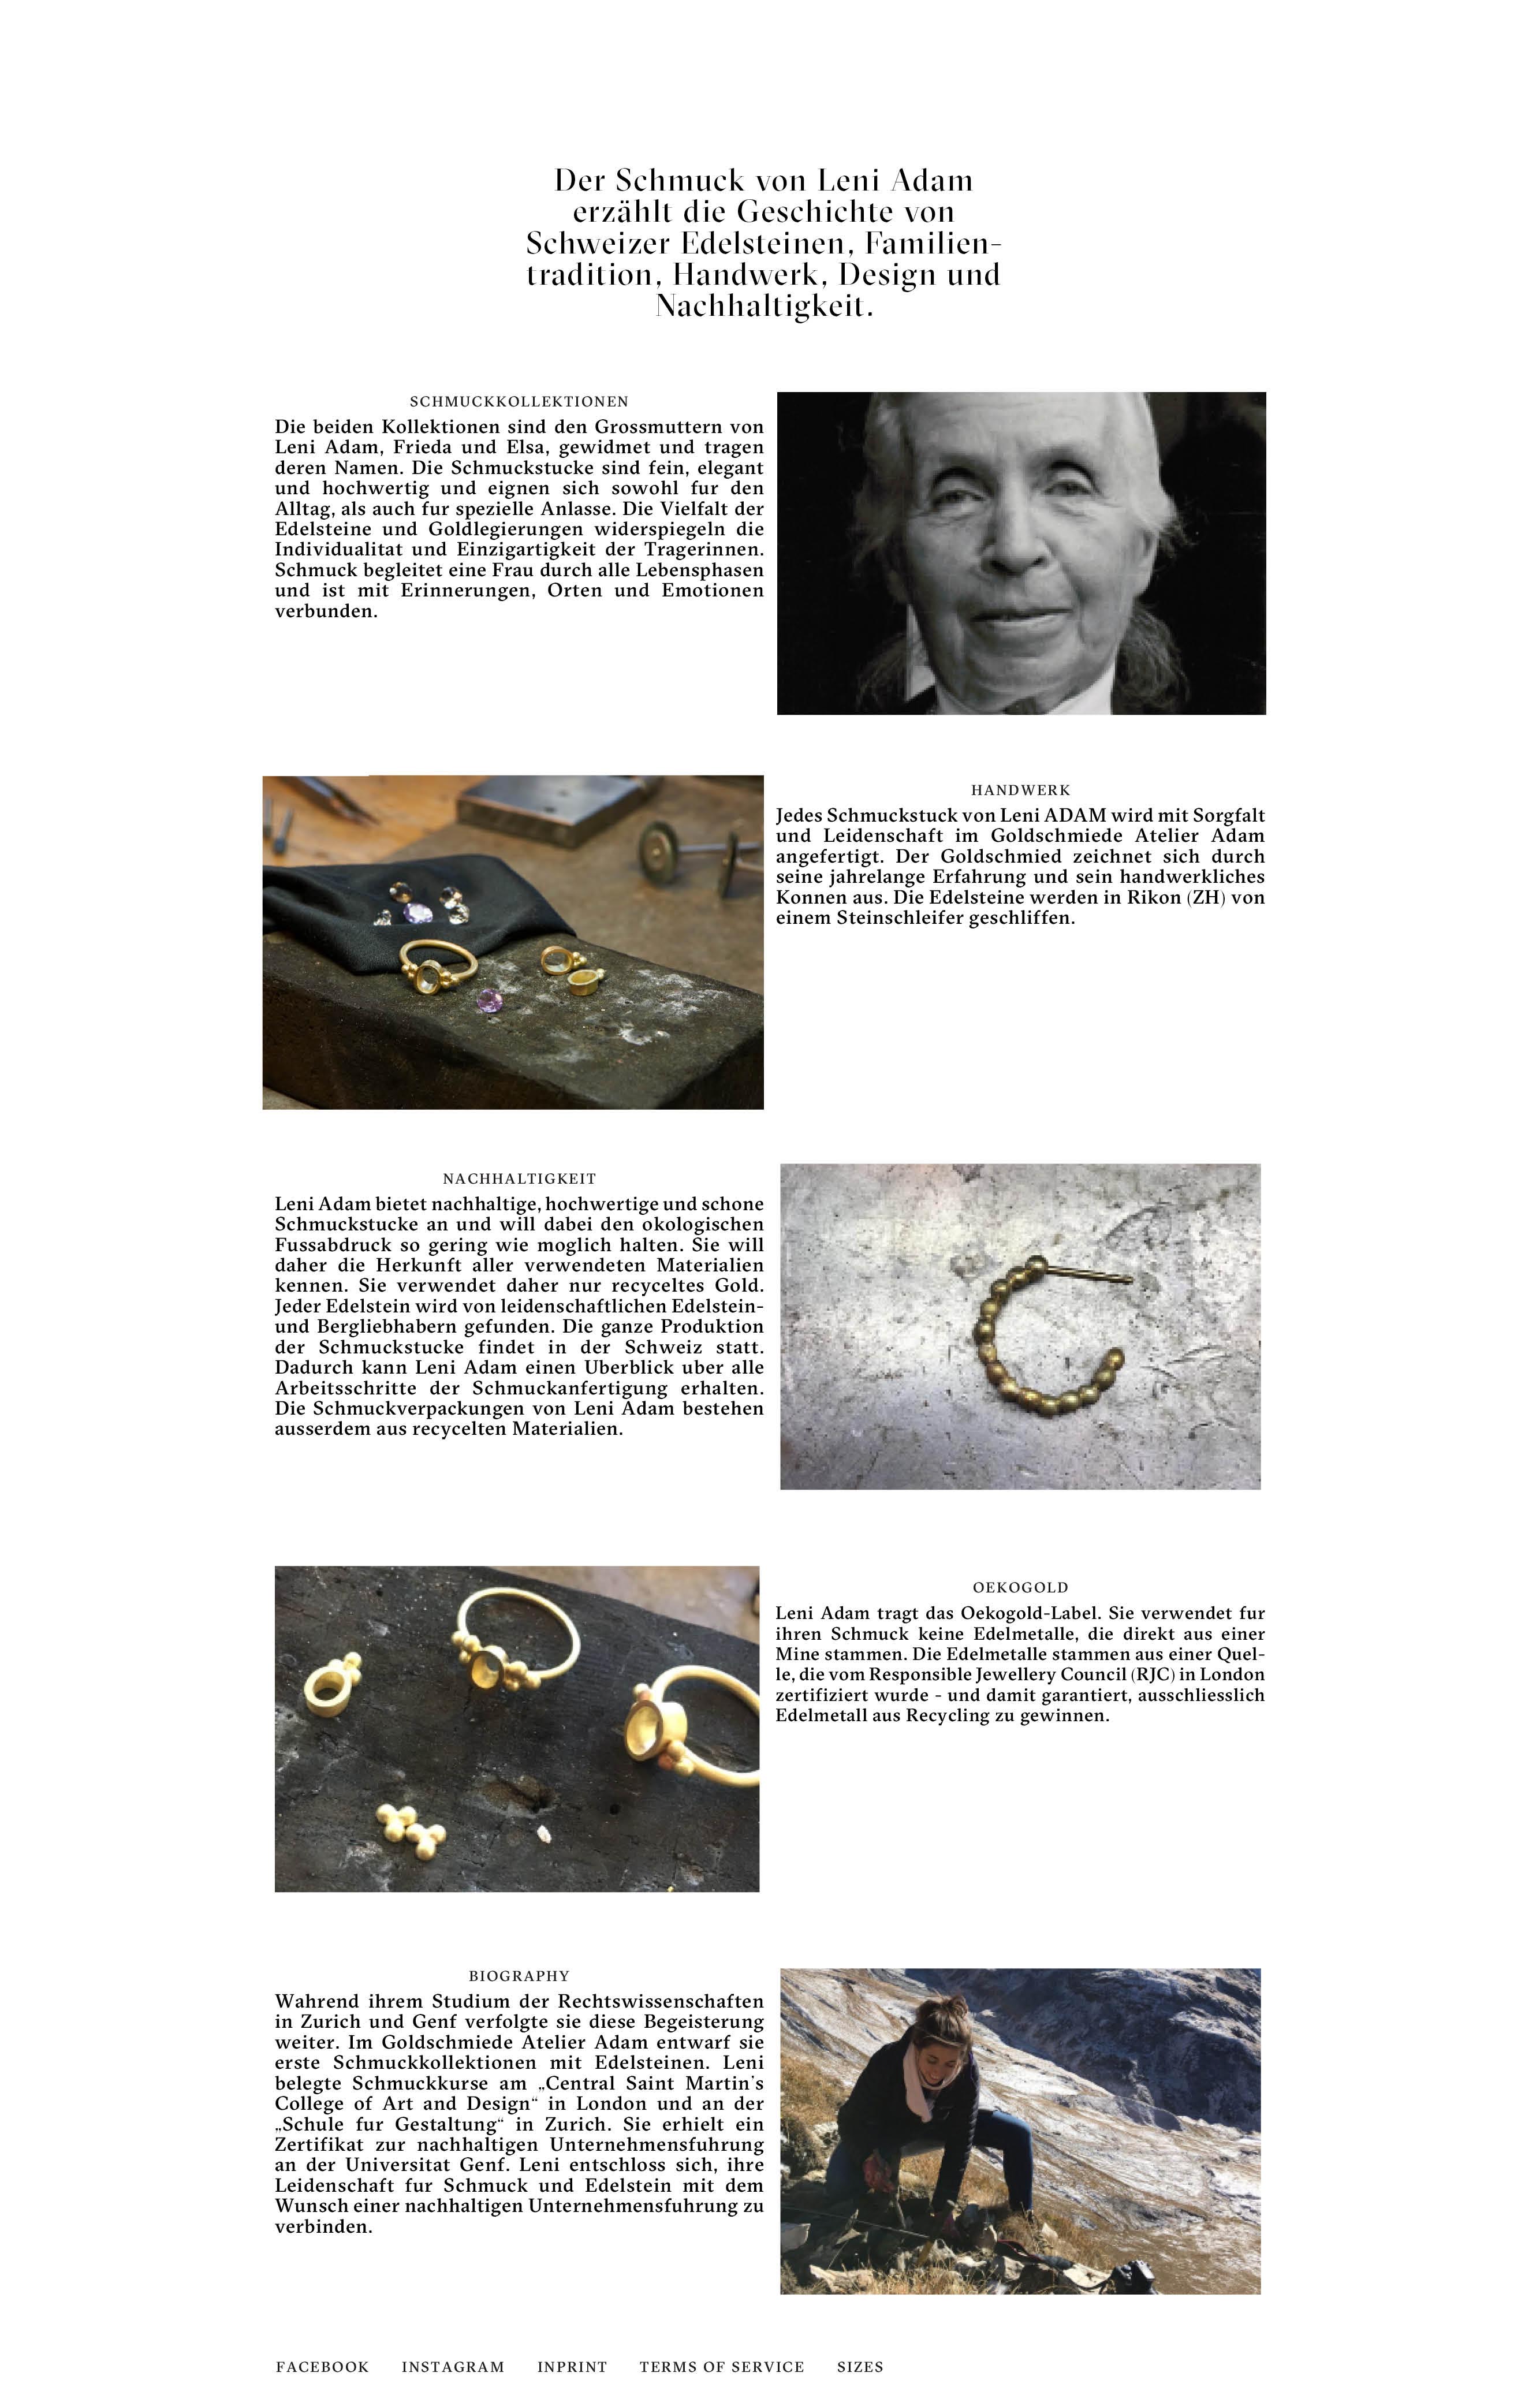 Der Schmuck von Leni Adam
erzählt die Geschichte von
Schweizer Edelsteinen, Familien-
tradition, Handwerk, Design und
Nachhaltigkeit.
SCHMUCKKOLLEKTIONEN
Die beiden Kollektionen sind den Grossmuttern von
Leni Adam, Frieda und Elsa, gewidmet und tragen
deren Namen. Die Schmuckstucke sind fein, elegant
und hochwertig und eignen sich sowohl fur den
Alltag, als auch fur spezielle Anlasse. Die Vielfalt der
Edelsteine und Goldlegierungen widerspiegeln die
Individualitat und Einzigartigkeit der Tragerinnen.
Schmuck begleitet eine Frau durch alle Lebensphasen
und ist mit Erinnerungen, Orten und Emotionen
verbunden.
HANDWERK
Jedes Schmuckstuck von Leni ADAM wird mit Sorgfalt
und Leidenschaft im Goldschmiede Atelier Adam
angefertigt. Der Goldschmied zeichnet sich durch
seine jahrelange Erfahrung und sein handwerkliches
Konnen aus. Die Edelsteine werden in Rikon (ZH) von
einem Steinschleifer geschliffen.
NACHHALTIGKEIT
Leni Adam bietet nachhaltige, hochwertige und schone
Schmuckstucke an und will dabei den okologischen
Fussabdruck so gering wie moglich halten. Sie will
daher die Herkunft aller verwendeten Materialien
kennen. Sie verwendet daher nur recyceltes Gold.
Jeder Edelstein wird von leidenschaftlichen Edelstein-
und Bergliebhabern gefunden. Die ganze Produktion
der Schmuckstucke findet in der Schweiz statt.
Dadurch kann Leni Adam einen Uberblick uber alle
Arbeitsschritte der Schmuckanfertigung erhalten.
Die Schmuckverpackungen von Leni Adam bestehen
ausserdem aus recycelten Materialien.
OEKOGOLD
Leni Adam tragt das Oekogold-Label. Sie verwendet fur
ihren Schmuck keine Edelmetalle, die direkt aus einer
Mine stammen. Die Edelmetalle stammen aus einer Quel-
le, die vom Responsible Jewellery Council (RJC) in London
zertifiziert wurde - und damit garantiert, ausschliesslich
Edelmetall aus Recycling zu gewinnen.
BIOGRAPHY
Wahrend ihrem Studium der Rechtswissenschaften
in Zurich und Genf verfolgte sie diese Begeisterung
weiter. Im Goldschmiede Atelier Adam entwarf sie
erste Schmuckkollektionen mit Edelsteinen. Leni
belegte Schmuckkurse am „Central Saint Martin's
College of Art and Design“ in London und an der
„Schule fur Gestaltung“ in Zurich. Sie erhielt ein
Zertifikat zur nachhaltigen Unternehmensfuhrung
an der Universitat Genf. Leni entschloss sich, ihre
Leidenschaft fur Schmuck und Edelstein mit dem
Wunsch einer nachhaltigen Unternehmensfuhrung zu
verbinden.
FACEBOOK INSTAGRAM INPRINT TERMS OF SERVICE SIZES